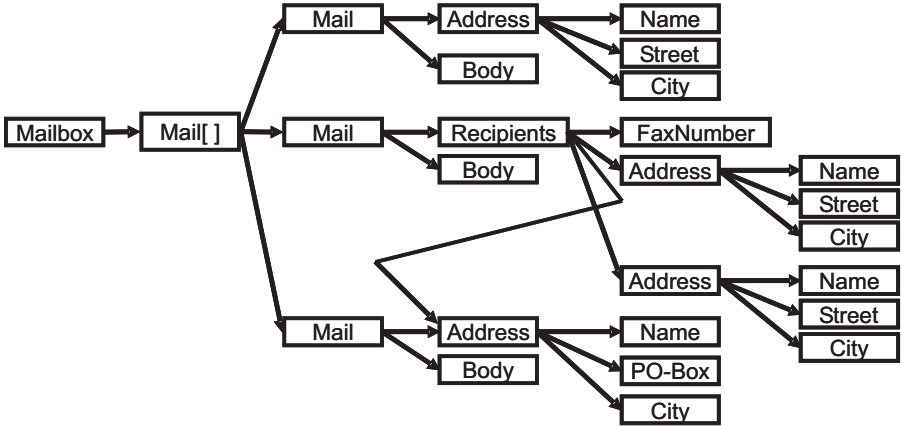 Mail
Address
Name
Street
Body
City
Mailbox
Mail[ ]
Mail
Recipients
FaxNumber
Body
Address
Name
Street
City
Address
Name
Street
City
Mail
Address
Name
Body
PO-Box
City